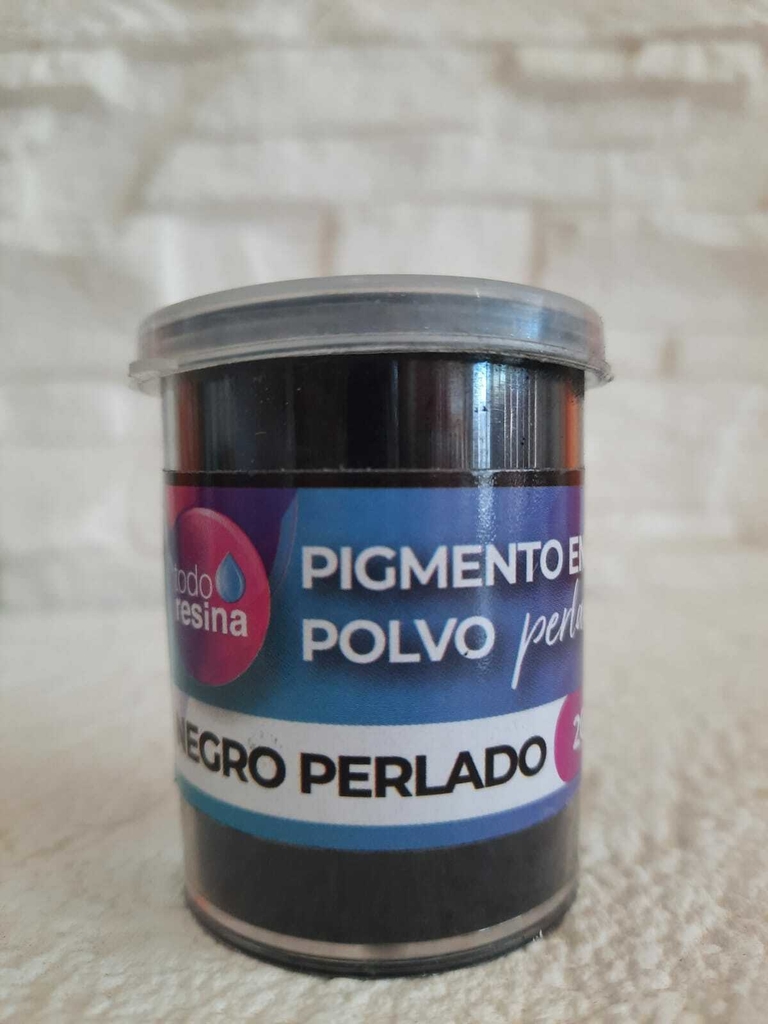 todo
resina
PIGMENTO EN
POLVO
NEGRO PERLADO